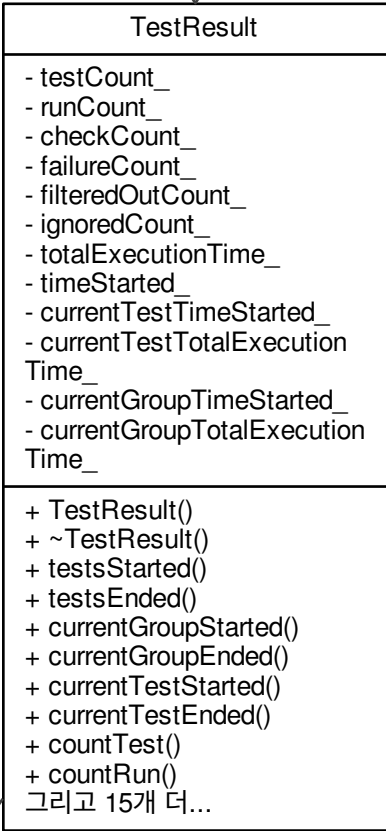 TestResult
- testCount_
- runCount_
- checkCount_
- failureCount_
- filteredOutCount_
- ignoredCount_
- totalExecutionTime_
- timeStarted_
- currentTestTimeStarted_
- currentTestTotalExecution
Time_
- currentGroupTimeStarted_
- currentGroupTotalExecution
Time_
+ TestResult()
+ ~TestResult()
+ testsStarted()
+ testsEnded()
+ currentGroupStarted()
+ currentGroupEnded()
+ currentTestStarted()
+ currentTestEnded()
+ countTest()
+ countRun()
그리고 15개 더...